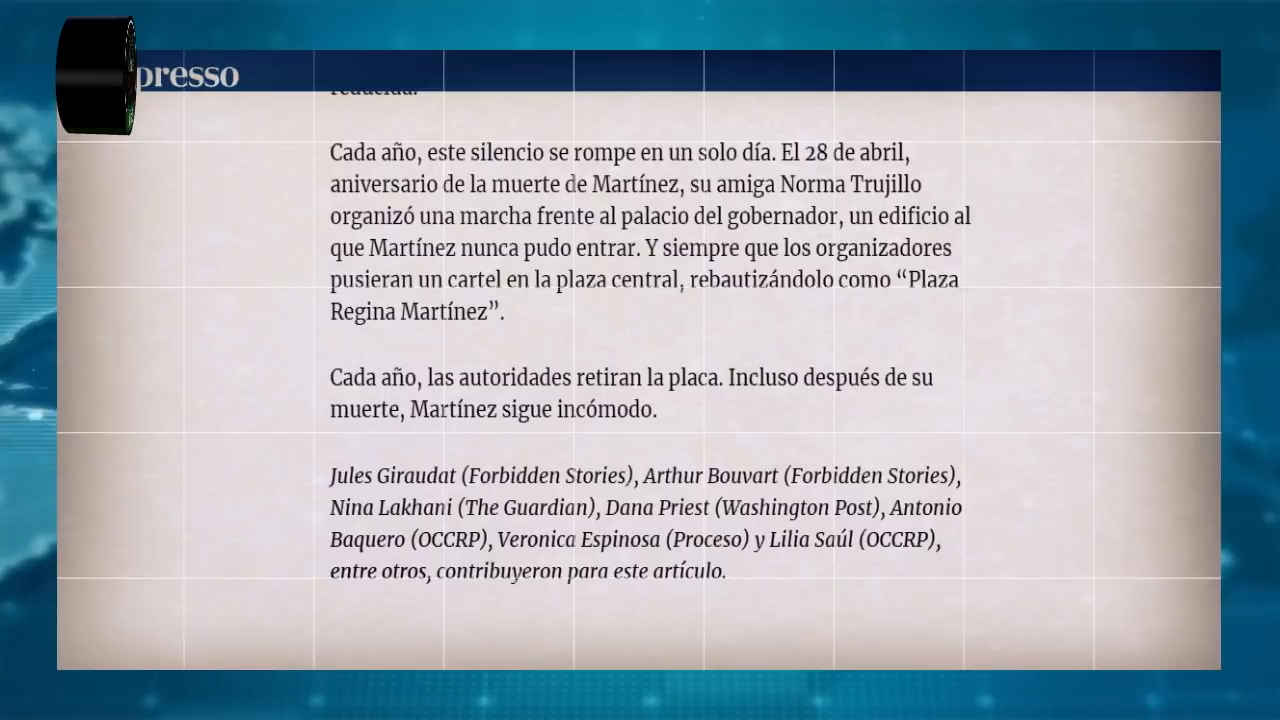 presso
Cada año, este silencio se rompe en un solo día. El 28 de abril,
aniversario de la muerte de Martínez, su amiga Norma Trujillo
organizó una marcha frente al palacio del gobernador, un edificio al
que Martínez nunca pudo entrar. Y siempre que los organizadores
pusieran un cartel en la plaza central, rebautizándolo como “Plaza
Regina Martínez”.
Cada año, las autoridades retiran la placa. Incluso después de su
muerte, Martínez sigue incómodo.
Jules Giraudat (Forbidden Stories), Arthur Bouvart (Forbidden Stories),
Nina Lakhani (The Guardian), Dana Priest (Washington Post), Antonio
Baquero (OCCRP), Veronica Espinosa (Proceso) y Lilia Saúl (OCCRP),
entre otros, contribuyeron para este artículo.